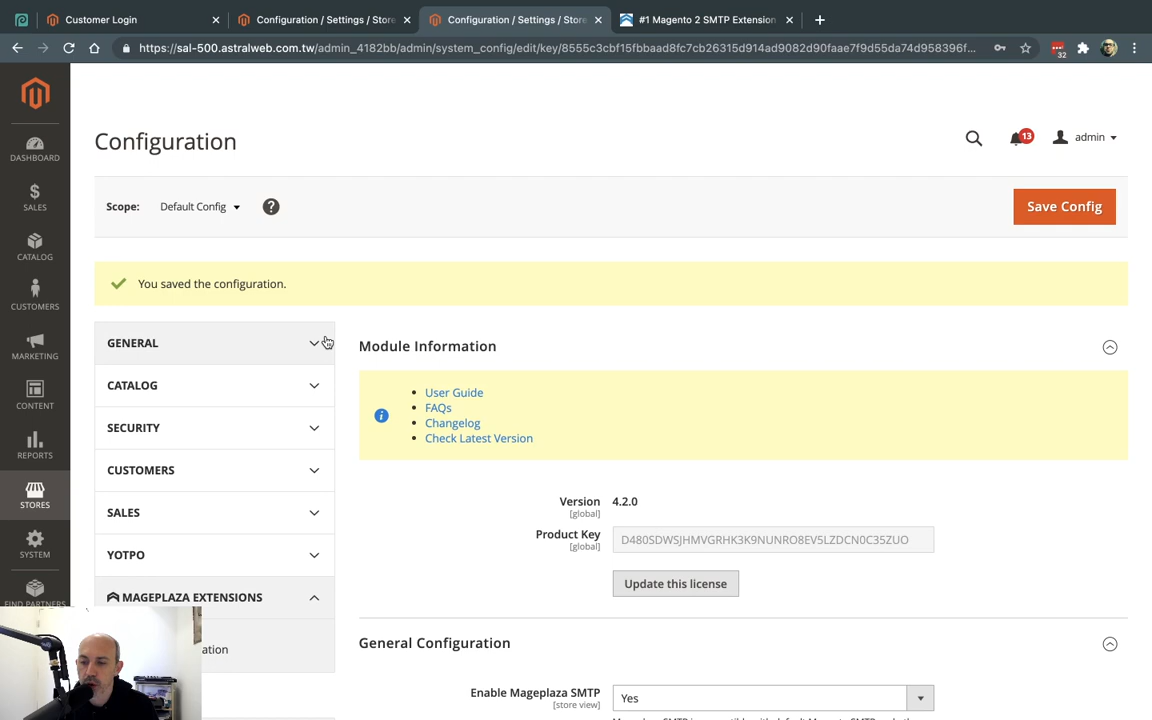 Customer Login
Configuration / Settings / Store
Configuration / Settings / Store
#1 Magento 2 SMTP Extension
https://sal-500.astralweb.com.tw/admin_4182bb/admin/system_config/edit/key/8555c3cbf15fbbaad8fc7cb26315d914ad9082d90faae7f9d55da74d958396f...
32
Configuration
13
admin
DASHBOARD
SALES
CATALOG
CUSTOMERS
MARKETING
CONTENT
REPORTS
STORES
SYSTEM
FIND PARTNERS
Scope:
Default Config
?
Save Config
You saved the configuration.
GENERAL
CATALOG
SECURITY
CUSTOMERS
SALES
YOTPO
MAGEPLAZA EXTENSIONS
ation
Module Information
User Guide
FAQs
Changelog
Check Latest Version
Version 4.2.0
[global]
Product Key D480SDWSJHMVGRHK3K9NUNRO8EV5LZDCN0C35ZUO
[global]
Update this license
General Configuration
Enable Mageplaza SMTP Yes
[store view]